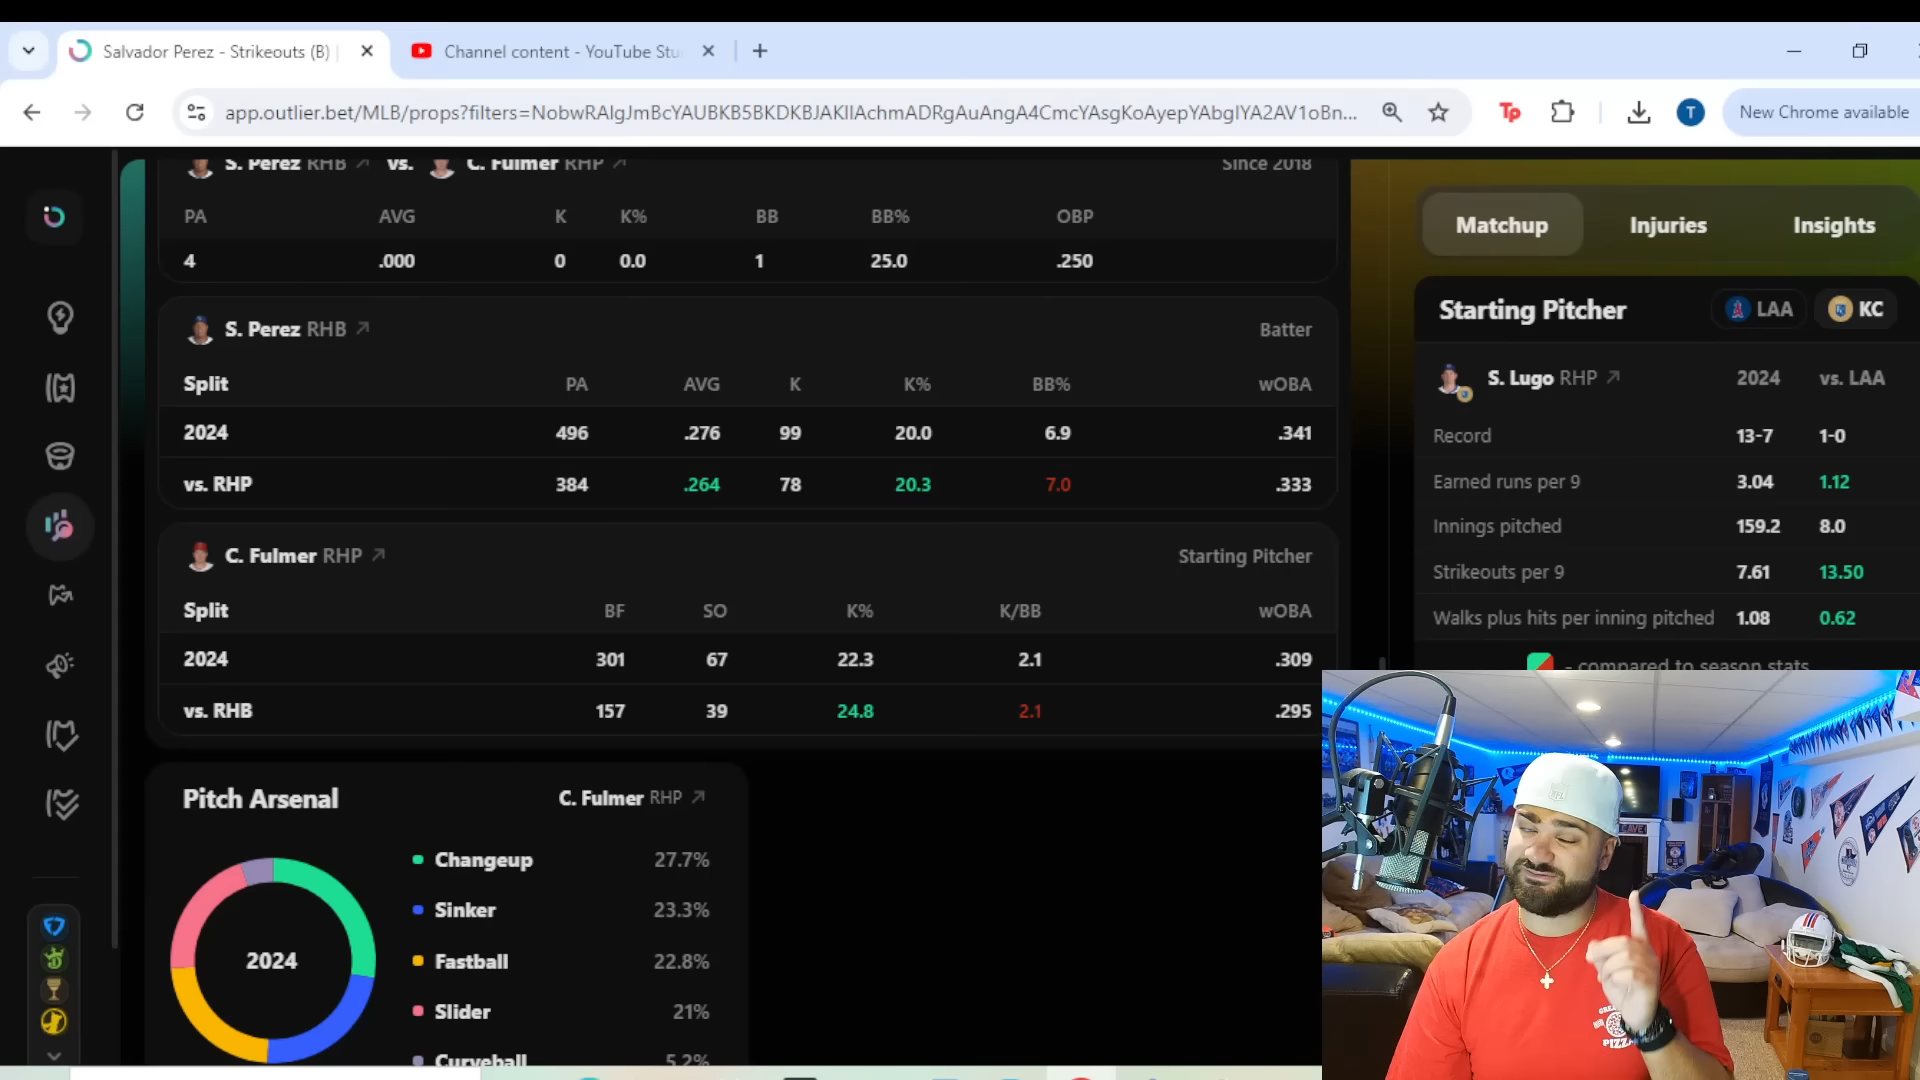 Salvador Perez - Strikeouts (B)
Channel content - YouTube Stu
app.outlier.bet/MLB/props?filters=NobwRAlgJmBcYAUBKB5BKDKBJAKIIAchmADRgAuAngA4CmcYAsgKoAyepYAbgIYA2AV1oBn...
Tp
T
New Chrome available
S. Perez RHB vs. C. Fulmer RHP Since 2018
PA AVG K K% BB BB% OBP
4 .000 0 0.0 1 25.0 .250
S. Perez RHB Batter
Split PA AVG K K% BB% wOBA
2024 496 .276 99 20.0 6.9 .341
vs. RHP 384 .264 78 20.3 7.0 .333
C. Fulmer RHP Starting Pitcher
Split BF SO K% K/BB wOBA
2024 301 67 22.3 2.1 .309
vs. RHB 157 39 24.8 2.1 .295
Pitch Arsenal C. Fulmer RHP
2024
Changeup 27.7%
Sinker 23.3%
Fastball 22.8%
Slider 21%
Curveball 5.2%
Matchup Injuries Insights
Starting Pitcher LAA KC
S. Lugo RHP 2024 vs. LAA
Record 13-7 1-0
Earned runs per 9 3.04 1.12
Innings pitched 159.2 8.0
Strikeouts per 9 7.61 13.50
Walks plus hits per inning pitched 1.08 0.62
- compared to season stats
PIZZA